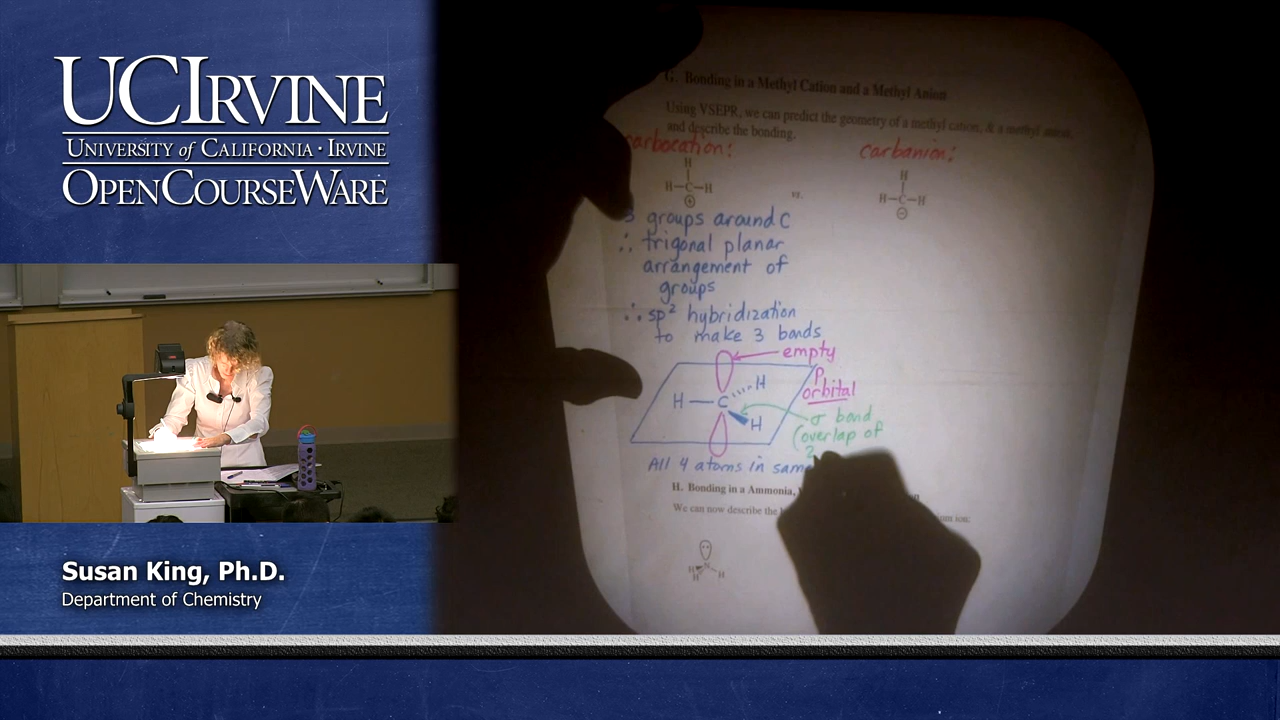 UCIRVINE
UNIVERSITY of CALIFORNIA · IRVINE
OPENCOURSEWARE
Susan King, Ph.D.
Department of Chemistry
G. Bonding in a Methyl Cation and a Methyl Anion
Using VSEPR, we can predict the geometry of a methyl cation, & a methyl anion,
and describe the bonding.
carbocation:
carbanion:
H
H
H–C–H
vs.
H–C–H
⊕
⊖
3 groups around C
∴ trigonal planar
arrangement of
groups
∴ sp² hybridization
to make 3 bonds
empty
p
orbital
H
H — C
H
σ bond
(overlap of
2
All 4 atoms in same
H. Bonding in a Ammonia,
We can now describe the
ion:
H
H
H